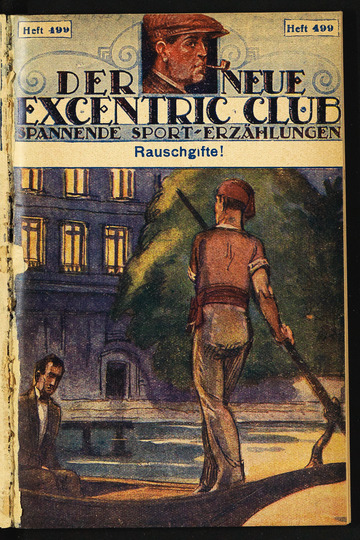 Heft 499
Heft 499
DER NEUE
EXCENTRIC CLUB
SPANNENDE SPORT-ERZÄHLUNGEN
Rauschgifte!